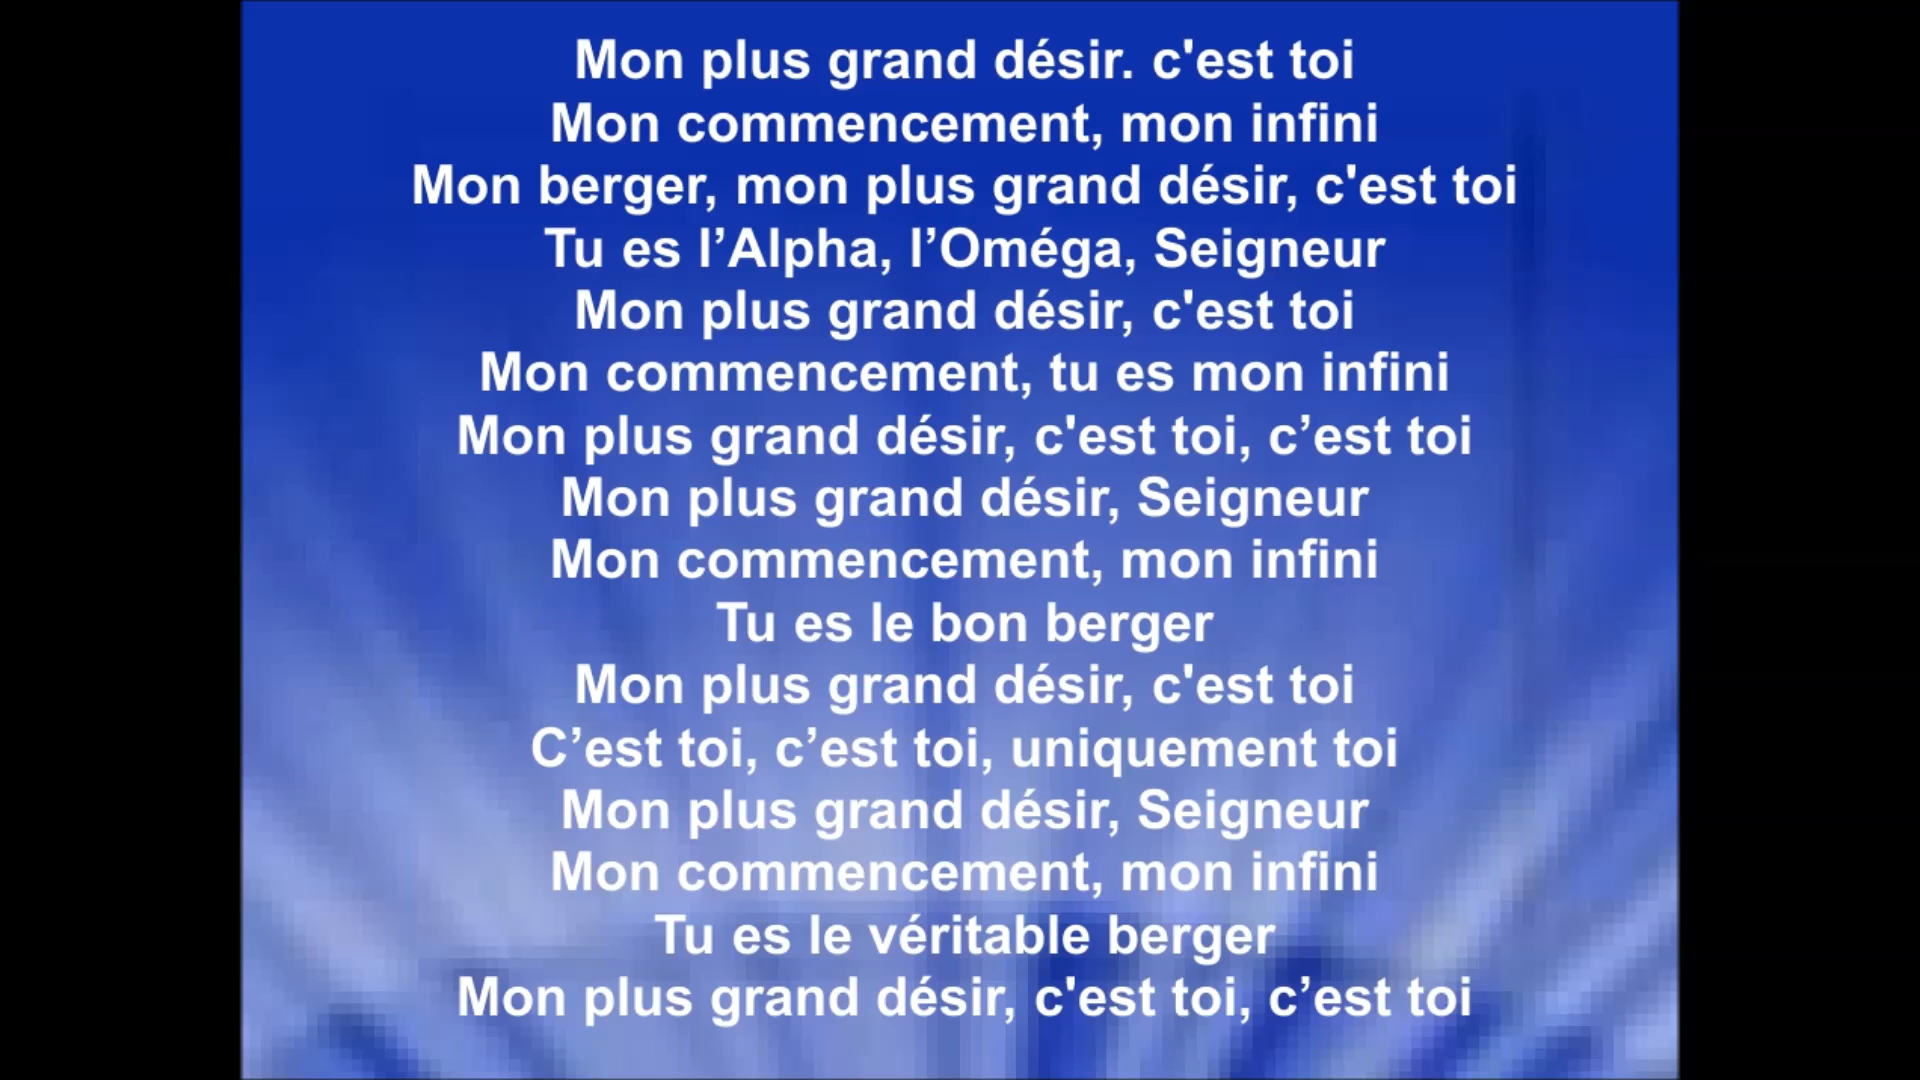 Mon plus grand désir. c'est toi
Mon commencement, mon infini
Mon berger, mon plus grand désir, c'est toi
Tu es l’Alpha, l’Oméga, Seigneur
Mon plus grand désir, c'est toi
Mon commencement, tu es mon infini
Mon plus grand désir, c'est toi, c’est toi
Mon plus grand désir, Seigneur
Mon commencement, mon infini
Tu es le bon berger
Mon plus grand désir, c'est toi
C’est toi, c’est toi, uniquement toi
Mon plus grand désir, Seigneur
Mon commencement, mon infini
Tu es le véritable berger
Mon plus grand désir, c'est toi, c’est toi